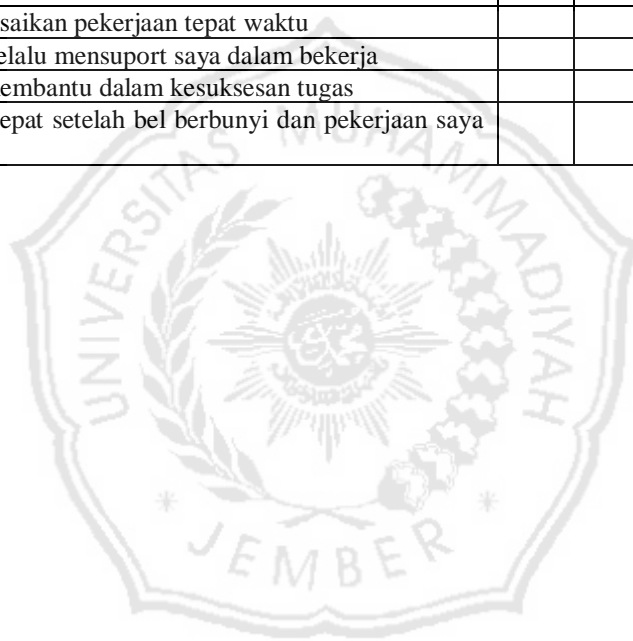 saikan pekerjaan tepat waktu
elalu mensuport saya dalam bekerja
embantu dalam kesuksesan tugas
epat setelah bel berbunyi dan pekerjaan saya
UNIVERSITAS MUHAMMADIYAH
JEMBER